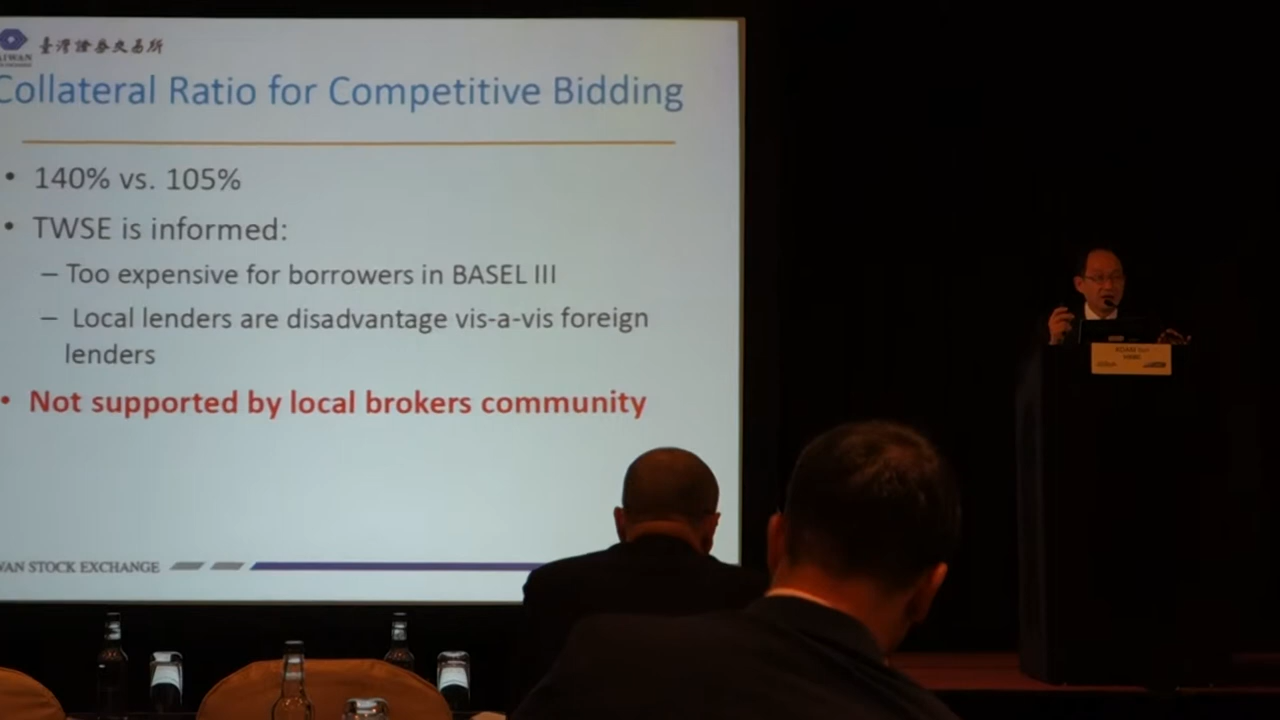 臺灣證券交易所
Collateral Ratio for Competitive Bidding
• 140% vs. 105%
• TWSE is informed:
– Too expensive for borrowers in BASEL III
– Local lenders are disadvantage vis-a-vis foreign
lenders
• Not supported by local brokers community
WAN STOCK EXCHANGE